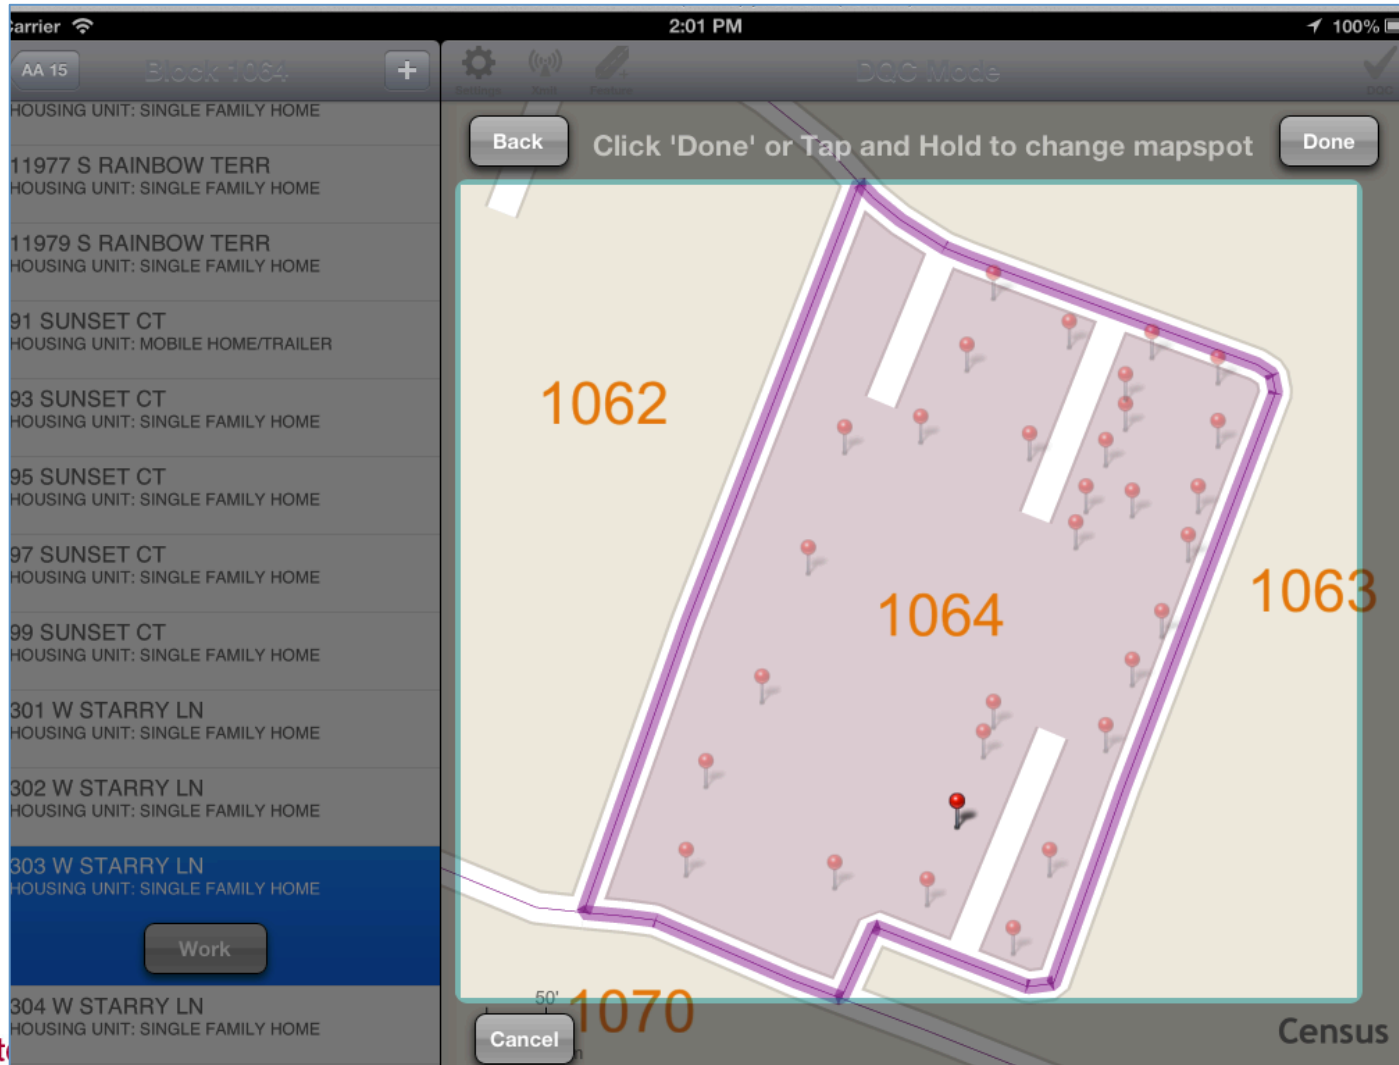 Carrier
2:01 PM
100%
AA 15
Block 1064
+
Settings
Xmit
Feature
DQC Mode
DQC
HOUSING UNIT: SINGLE FAMILY HOME
11977 S RAINBOW TERR
HOUSING UNIT: SINGLE FAMILY HOME
11979 S RAINBOW TERR
HOUSING UNIT: SINGLE FAMILY HOME
91 SUNSET CT
HOUSING UNIT: MOBILE HOME/TRAILER
93 SUNSET CT
HOUSING UNIT: SINGLE FAMILY HOME
95 SUNSET CT
HOUSING UNIT: SINGLE FAMILY HOME
97 SUNSET CT
HOUSING UNIT: SINGLE FAMILY HOME
99 SUNSET CT
HOUSING UNIT: SINGLE FAMILY HOME
301 W STARRY LN
HOUSING UNIT: SINGLE FAMILY HOME
302 W STARRY LN
HOUSING UNIT: SINGLE FAMILY HOME
303 W STARRY LN
HOUSING UNIT: SINGLE FAMILY HOME
Work
304 W STARRY LN
HOUSING UNIT: SINGLE FAMILY HOME
Back
Click 'Done' or Tap and Hold to change mapspot
Done
1062
1064
1063
50'
1070
Cancel
Census